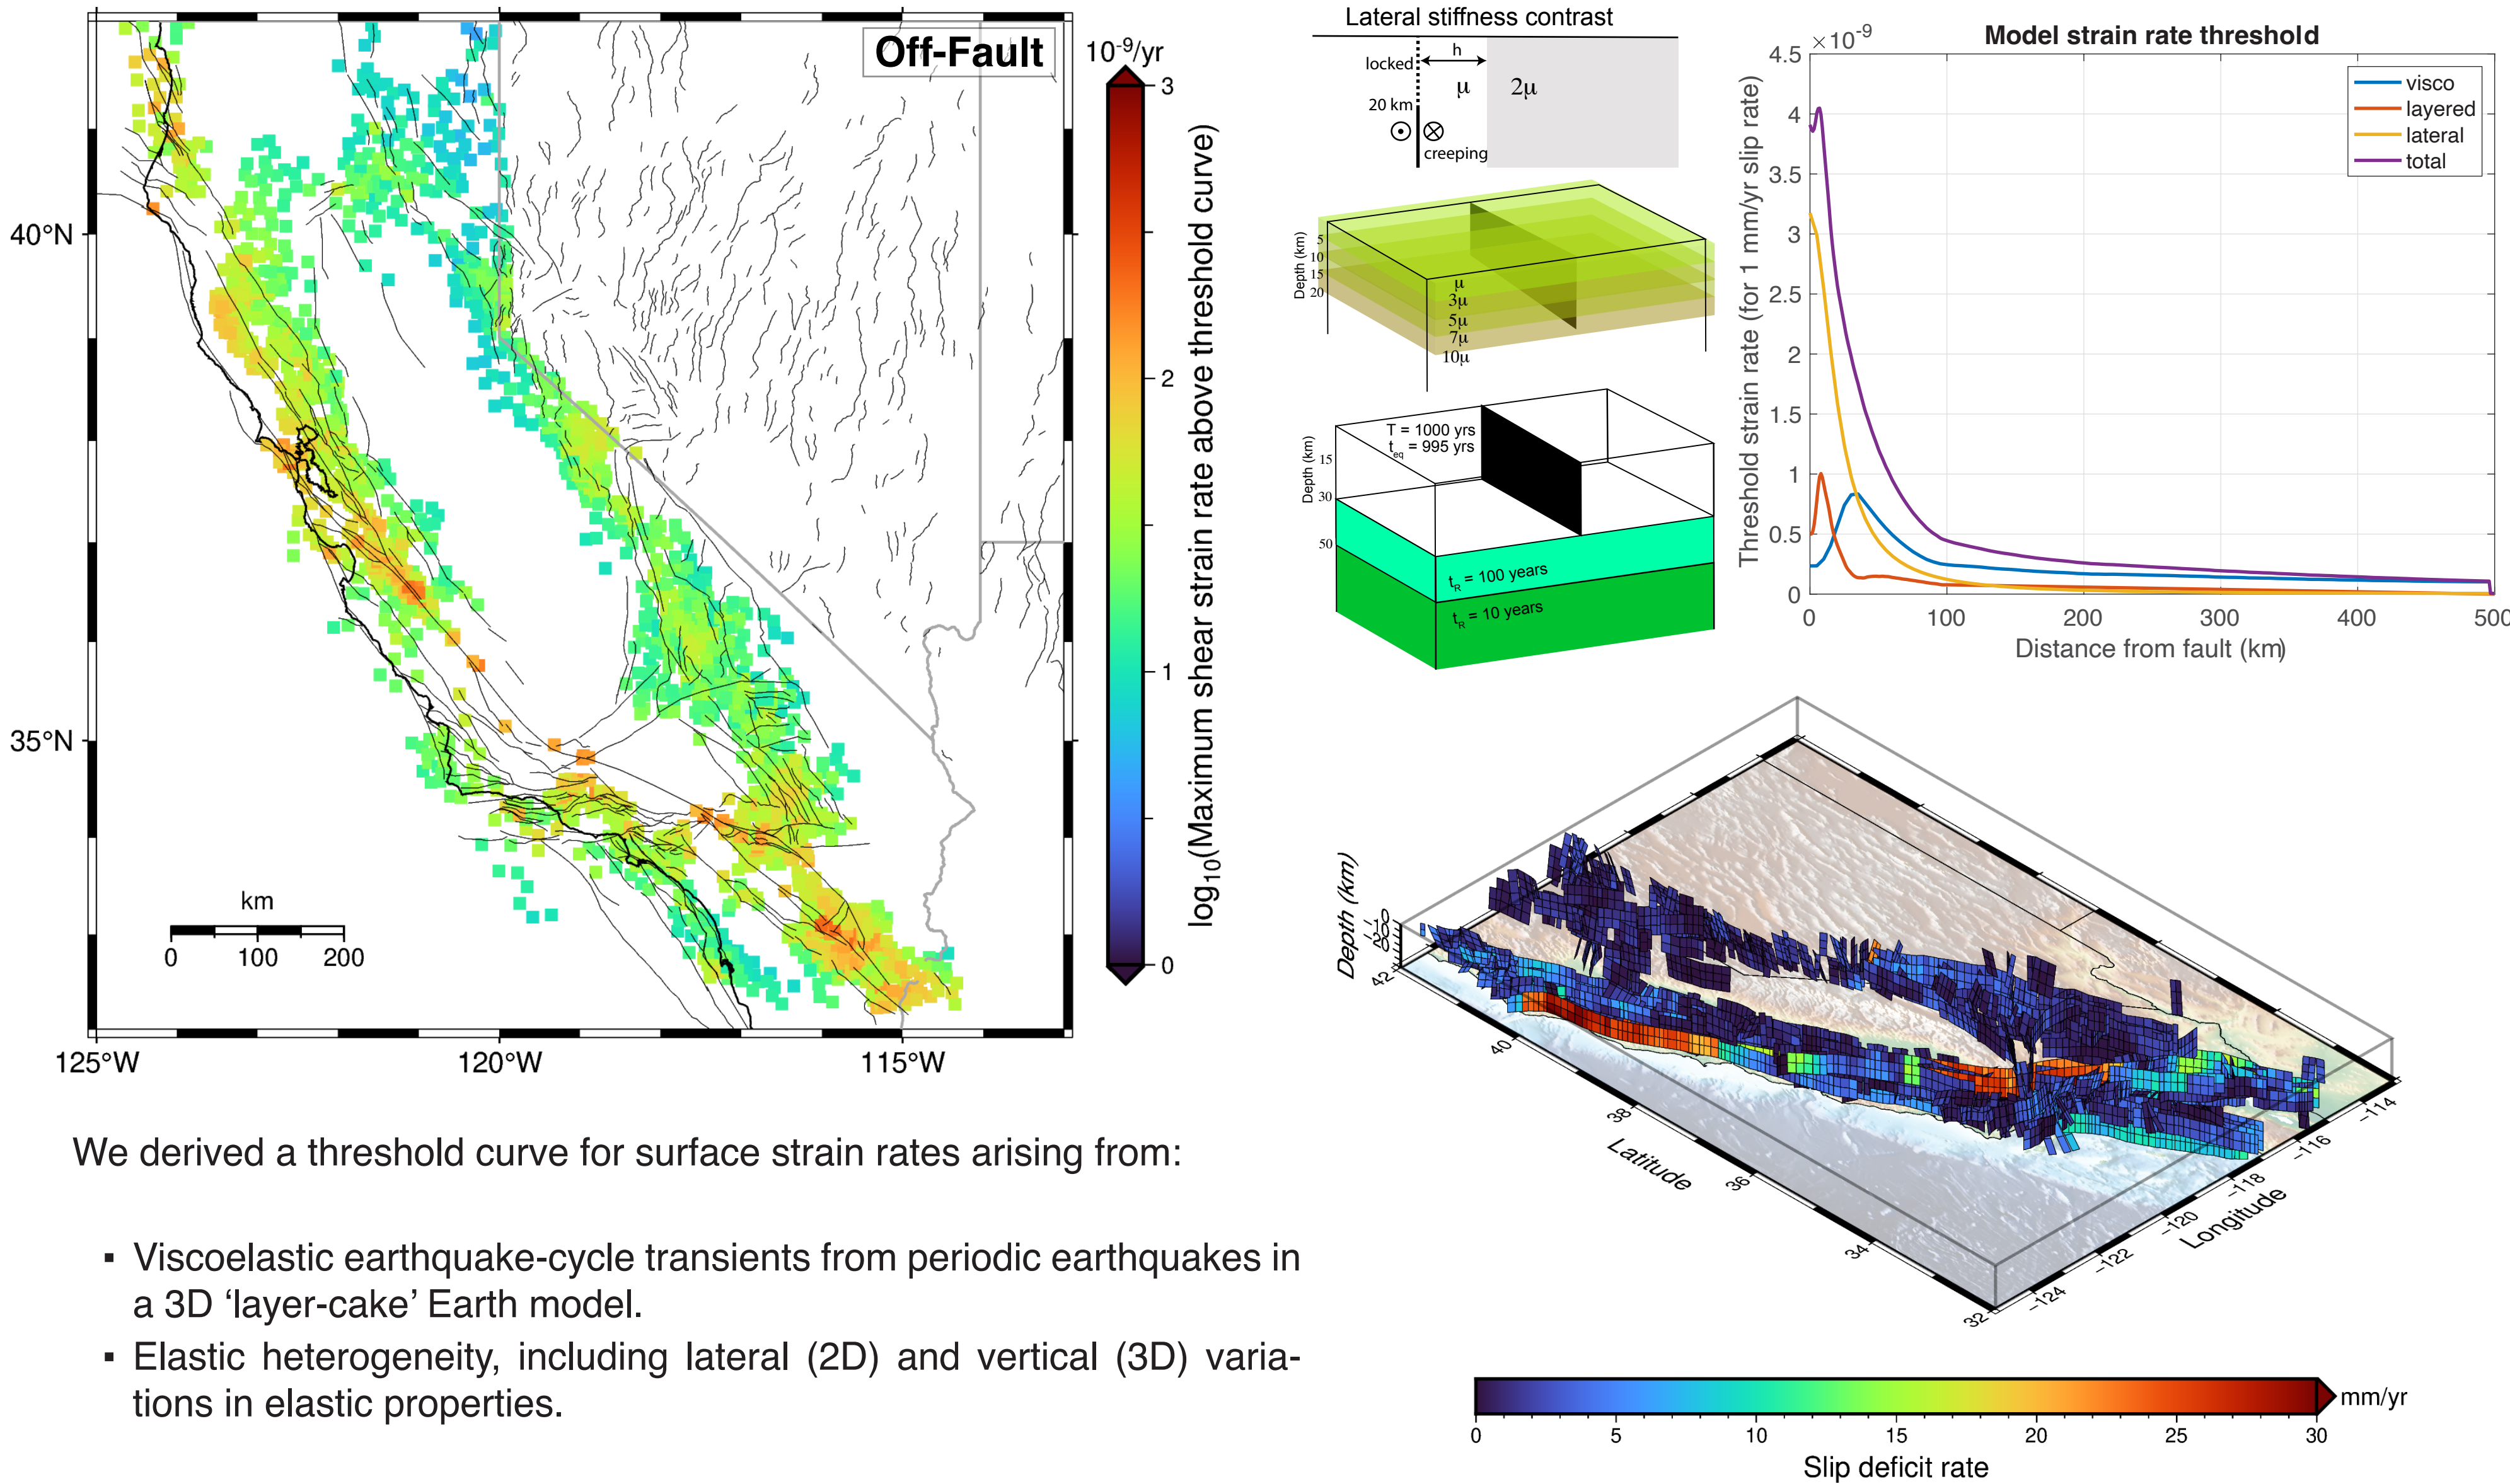 Off-Fault
10⁻⁹/yr
3
2
1
0
log₁₀(Maximum shear strain rate above threshold curve)
40°N
35°N
125°W
120°W
115°W
km
0 100 200
Lateral stiffness contrast
h
locked
μ
2μ
20 km
creeping
Depth (km)
5
10
15
20
μ
3μ
5μ
7μ
10μ
T = 1000 yrs
t_eq = 995 yrs
Depth (km)
15
30
50
t_R = 100 years
t_R = 10 years
Model strain rate threshold
×10⁻⁹
4.5
4
3.5
3
2.5
2
1.5
1
0.5
0
Threshold strain rate (for 1 mm/yr slip rate)
visco
layered
lateral
total
0 100 200 300 400 500
Distance from fault (km)
Depth (km)
0
−10
−20
42
40
38
36
34
32
Latitude
−124
−122
−120
−118
−116
−114
Longitude
mm/yr
0 5 10 15 20 25 30
Slip deficit rate
We derived a threshold curve for surface strain rates arising from:
▪ Viscoelastic earthquake-cycle transients from periodic earthquakes in
a 3D ‘layer-cake’ Earth model.
▪ Elastic heterogeneity, including lateral (2D) and vertical (3D) varia-
tions in elastic properties.